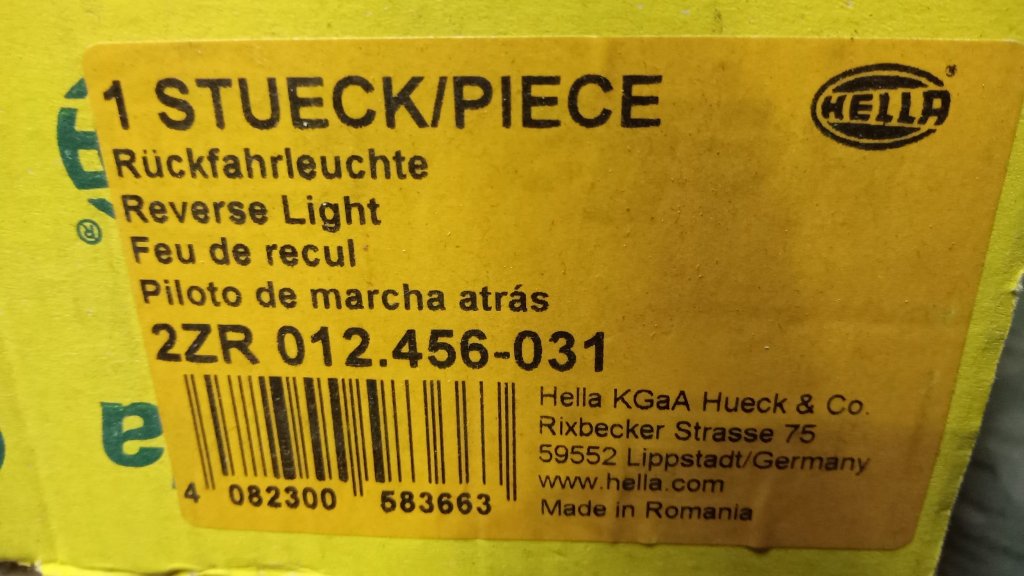 1 STUECK/PIECE
HELLA
Rückfahrleuchte
Reverse Light
Feu de recul
Piloto de marcha atrás
2ZR 012.456-031
4 082300 583663
Hella KGaA Hueck & Co.
Rixbecker Strasse 75
59552 Lippstadt/Germany
www.hella.com
Made in Romania
®
a